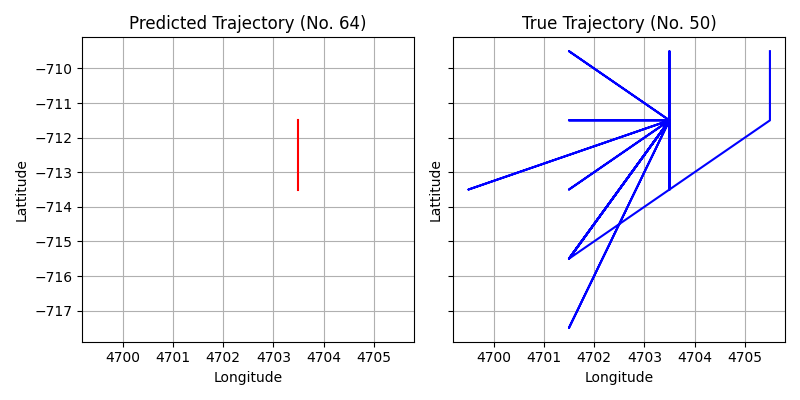 Predicted Trajectory (No. 64)
True Trajectory (No. 50)
Lattitude
−710
−711
−712
−713
−714
−715
−716
−717
4700 4701 4702 4703 4704 4705
Longitude
Lattitude
4700 4701 4702 4703 4704 4705
Longitude